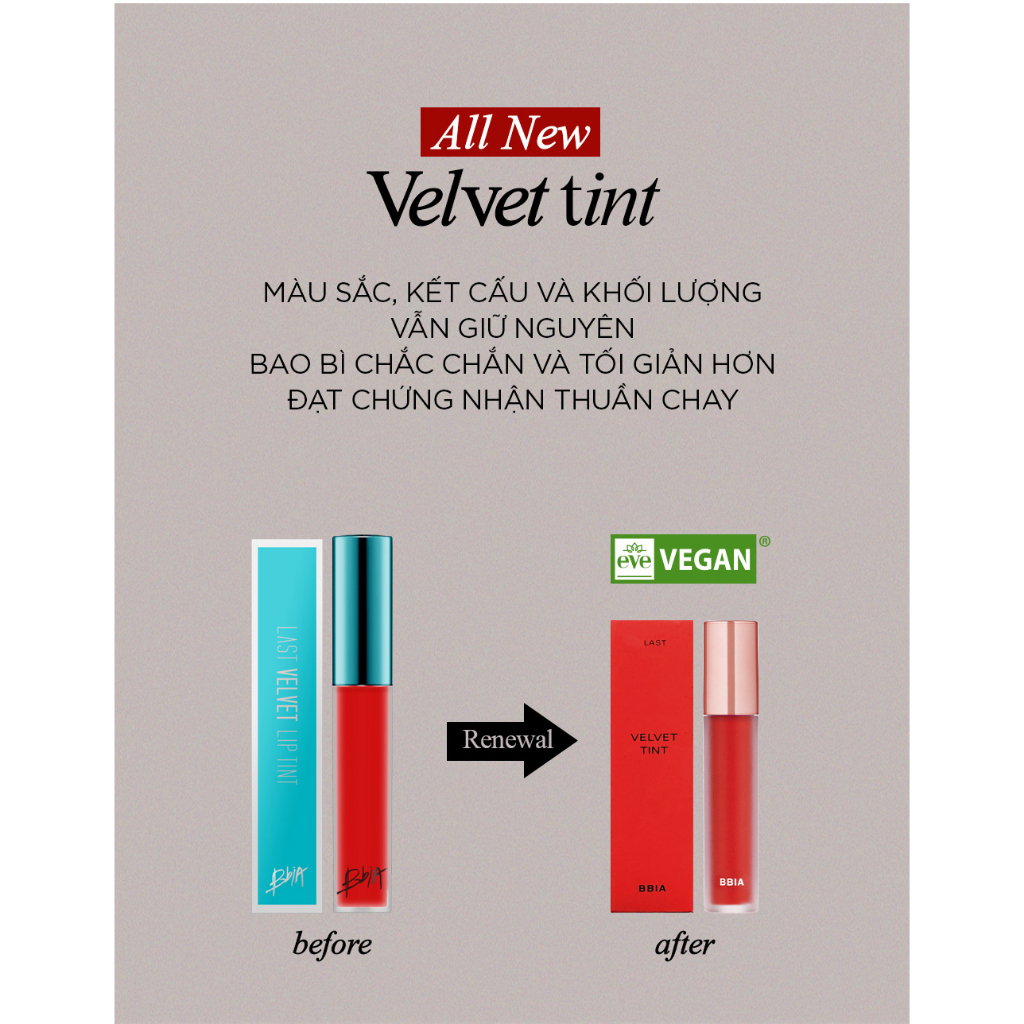 All New
Velvet tint
MÀU SẮC, KẾT CẤU VÀ KHỐI LƯỢNG
VẪN GIỮ NGUYÊN
BAO BÌ CHẮC CHẮN VÀ TỐI GIẢN HƠN
ĐẠT CHỨNG NHẬN THUẦN CHAY
eve VEGAN®
LAST VELVET LIP TINT
BbiA
BbiA
Renewal
LAST
VELVET
TINT
BBIA
BBIA
before
after